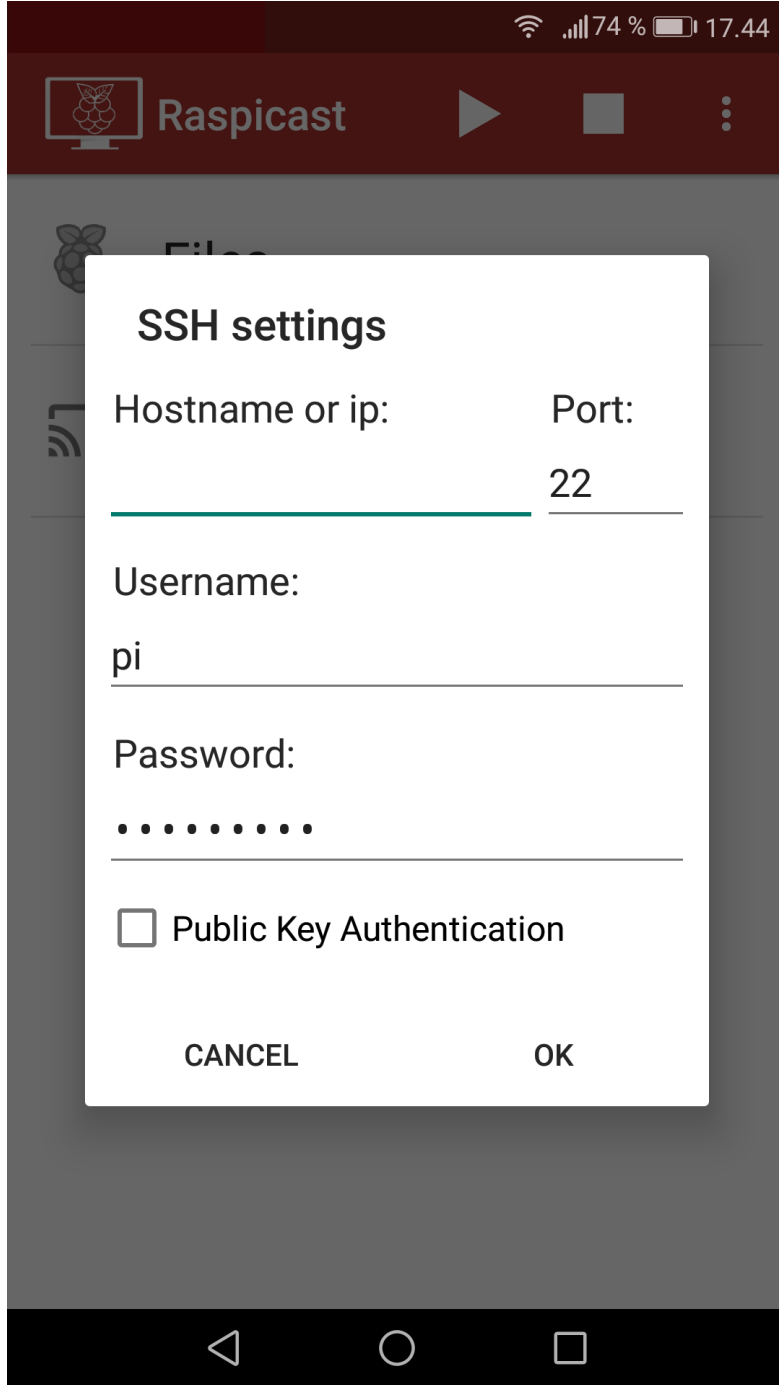 74 % 17.44
Raspicast
Files
SSH settings
Hostname or ip: Port:
22
Username:
pi
Password:
•••••••••
Public Key Authentication
CANCEL OK